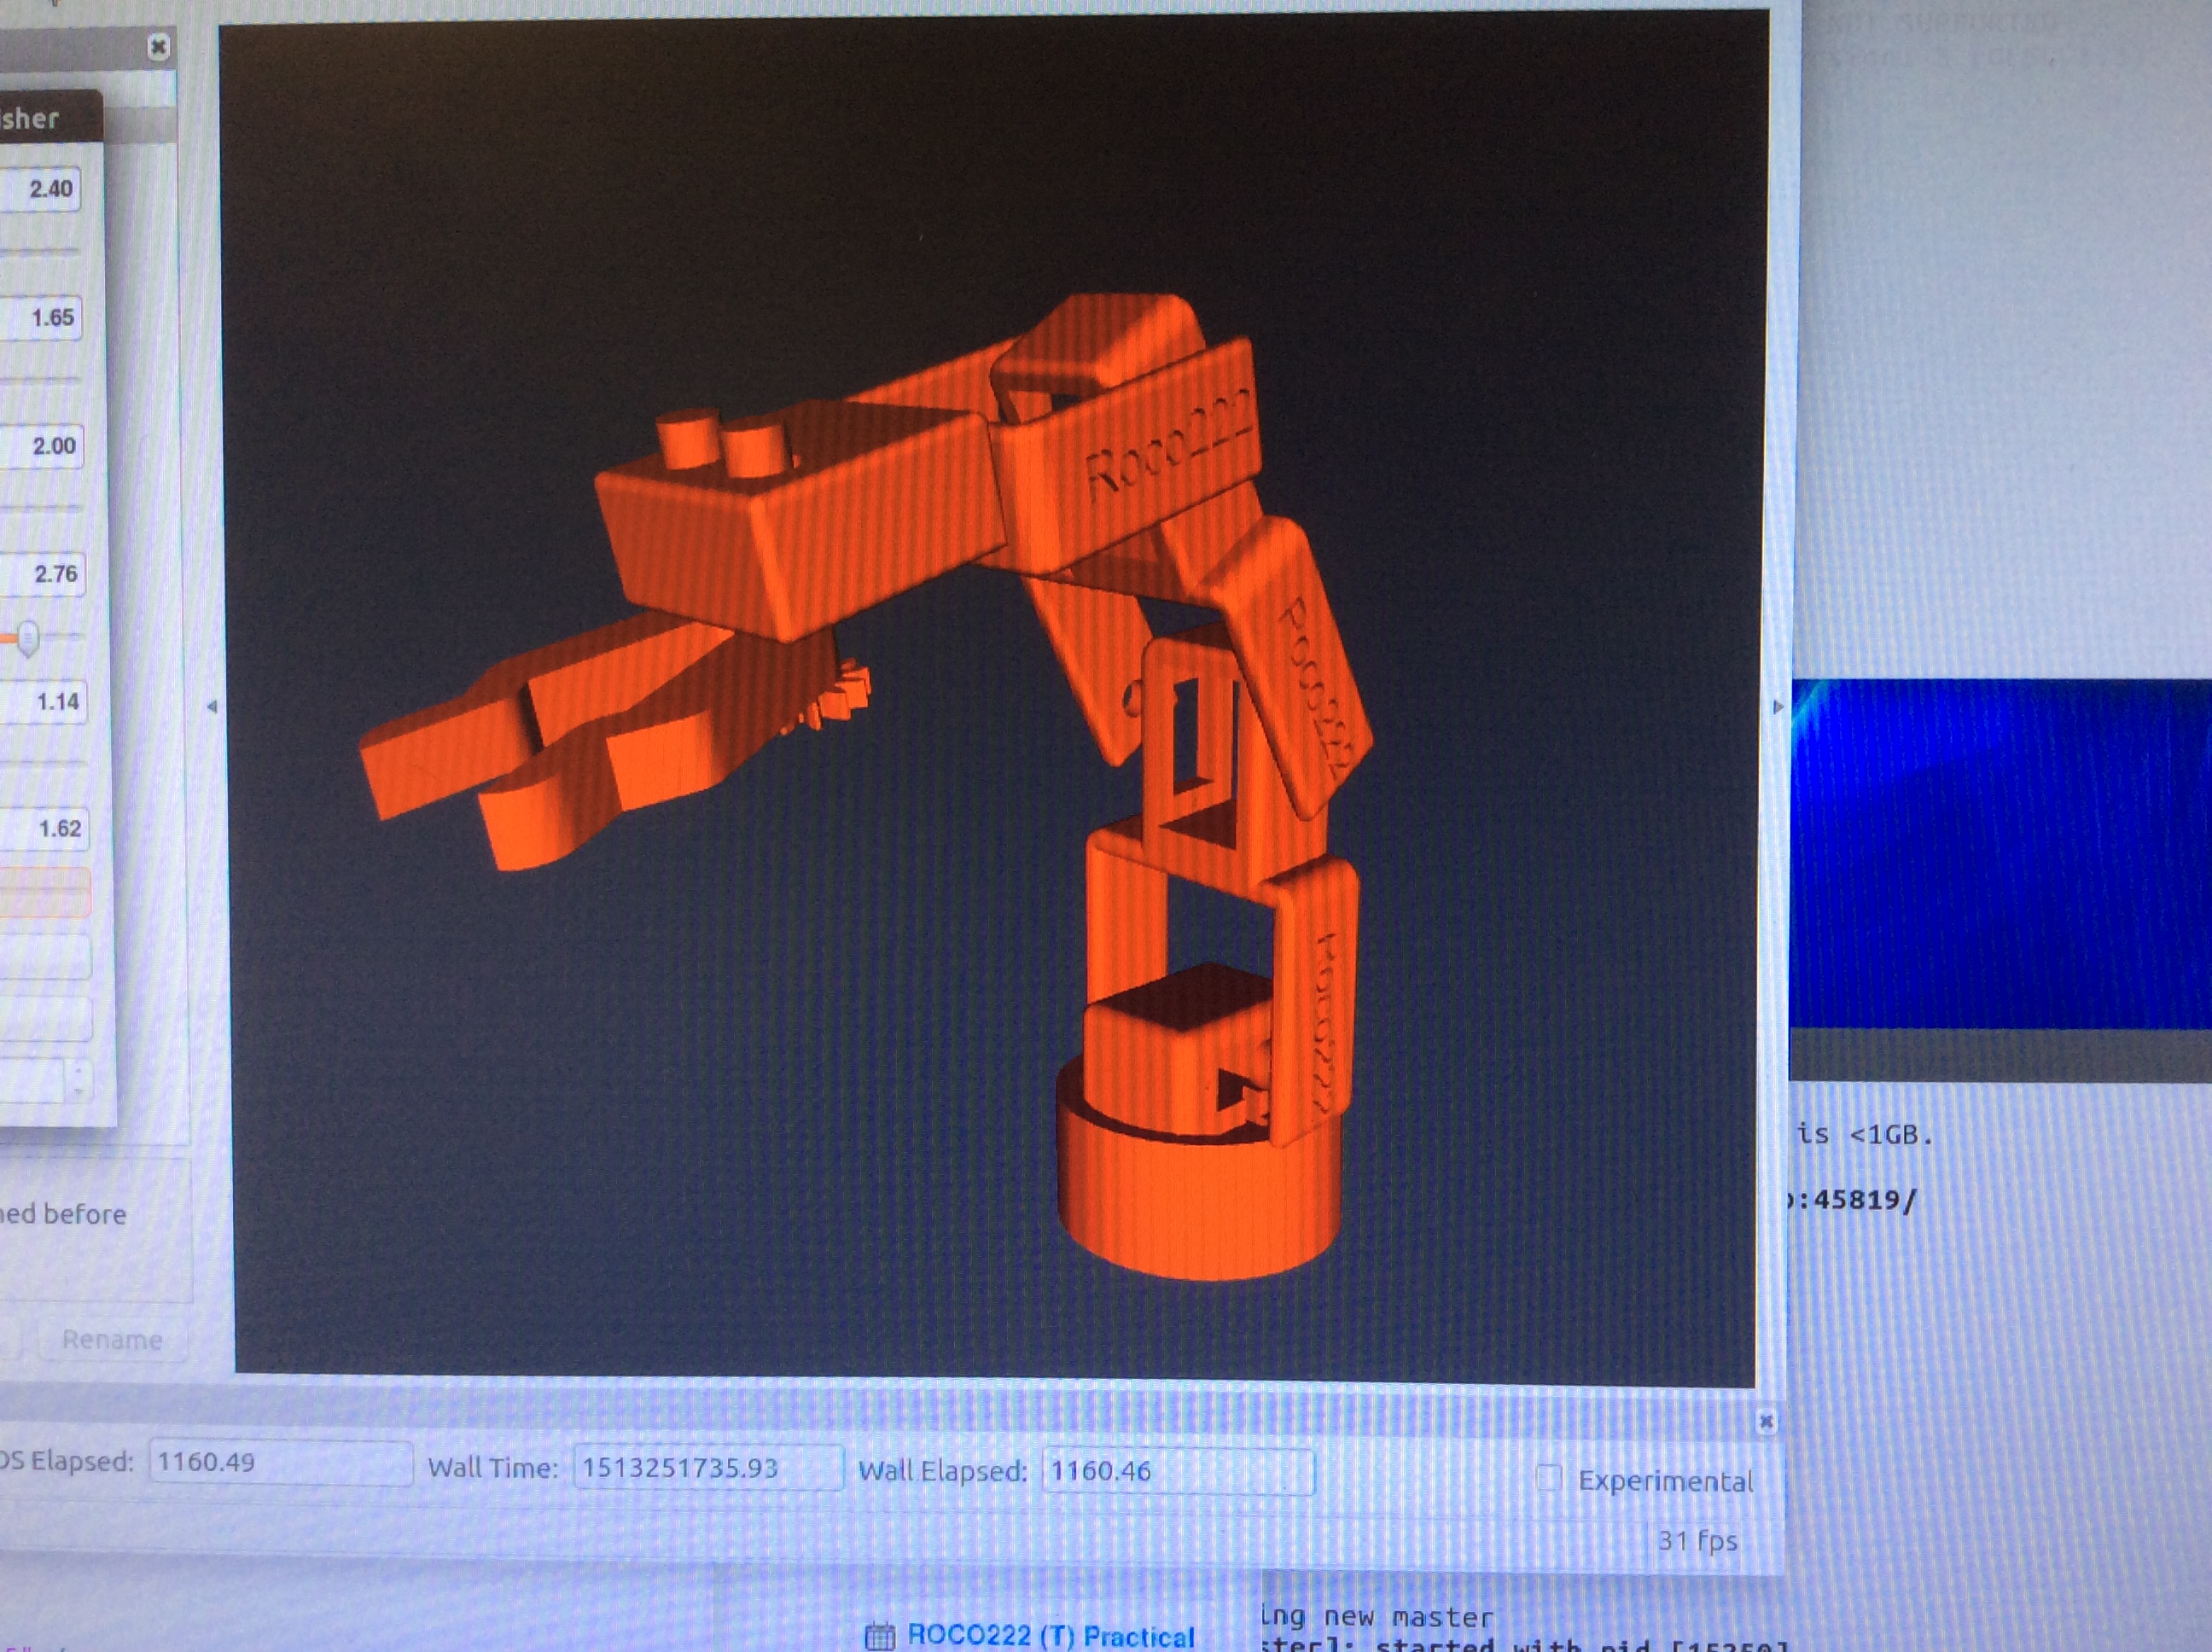 isher
2.40
1.65
2.00
2.76
1.14
1.62
Roco222
Roco222
Roco222
is <1GB.
:45819/
ned before
Rename
OS Elapsed: 1160.49 Wall Time: 1513251735.93 Wall Elapsed: 1160.46 Experimental
31 fps
ROCO222 (T) Practical
ing new master
ster]: started with pid [15250]